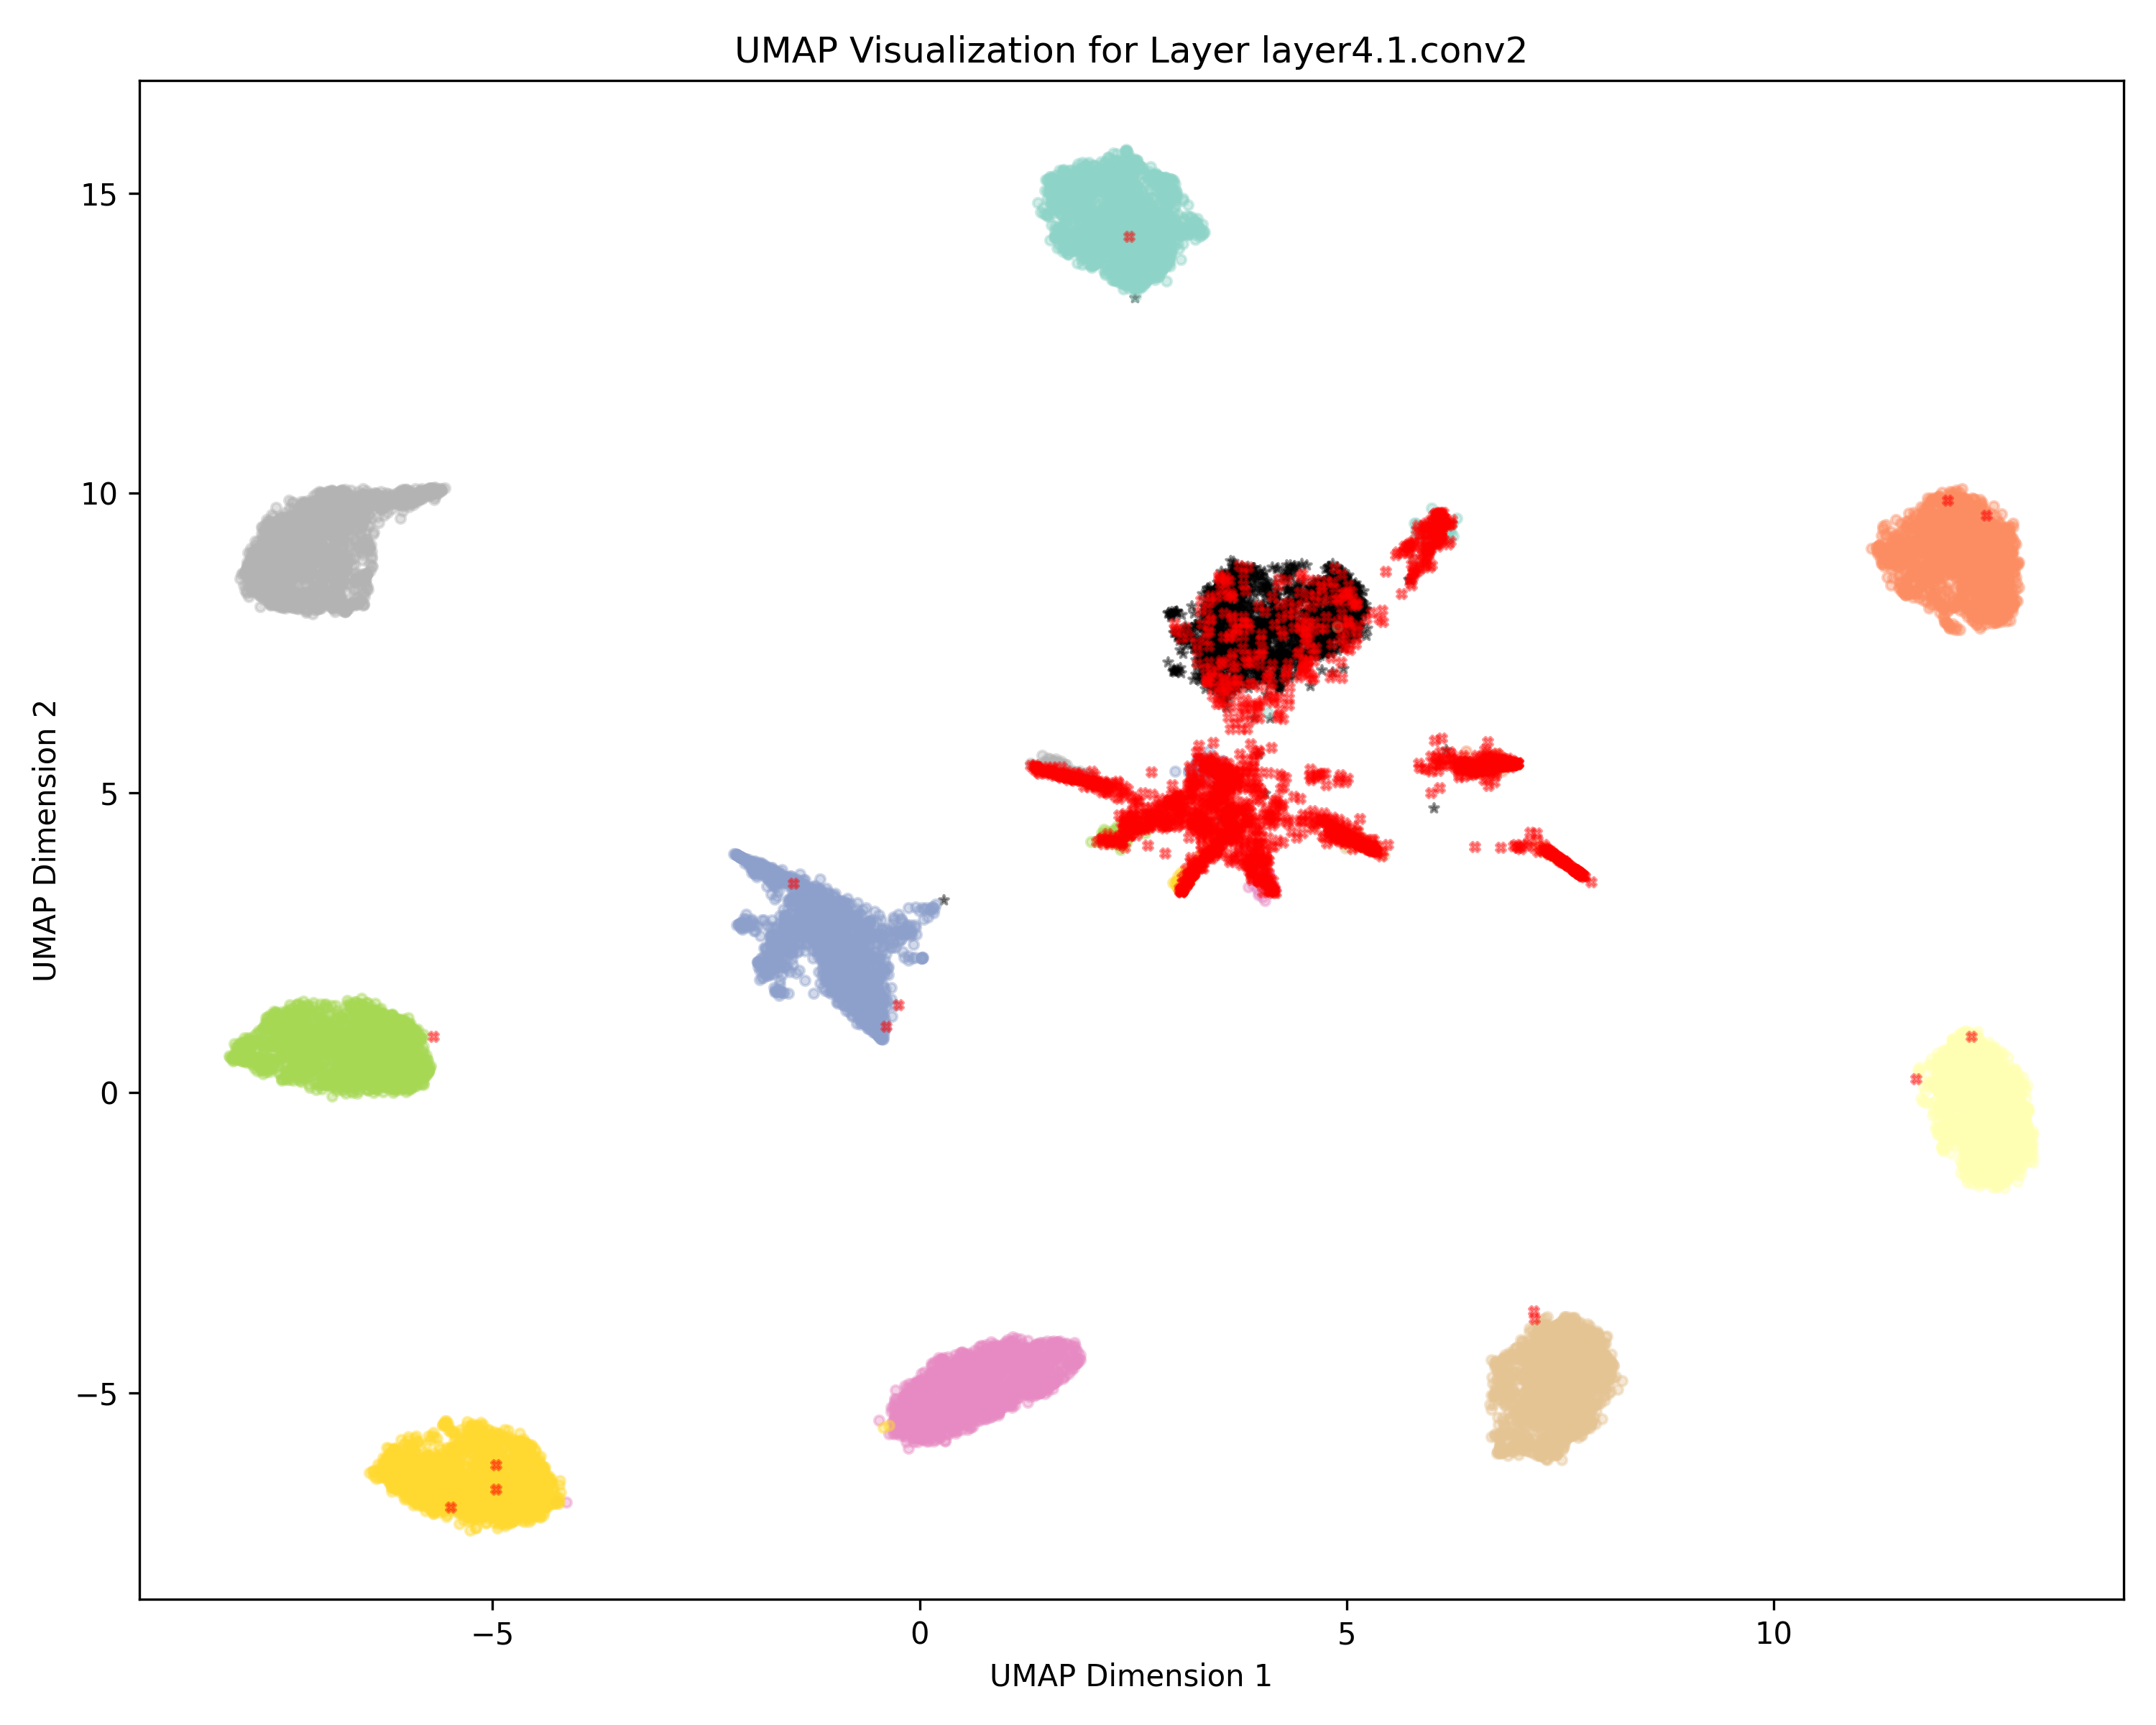 UMAP Visualization for Layer layer4.1.conv2
15
10
5
0
−5
UMAP Dimension 2
−5 0 5 10
UMAP Dimension 1